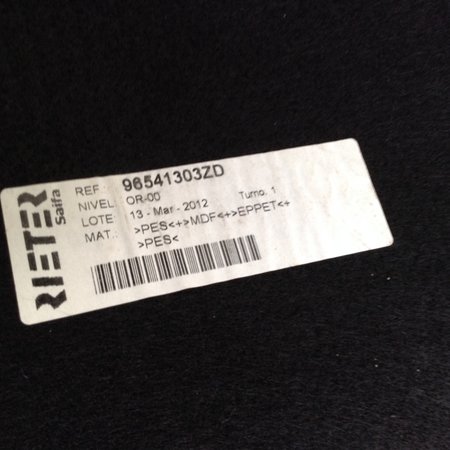 RIETER
Saifa
REF.: 96541303ZD
NIVEL: OR-00
LOTE: 13 - Mar - 2012 Turno. 1
MAT.: >PES<+>MDF<+>EPPET<+
>PES<